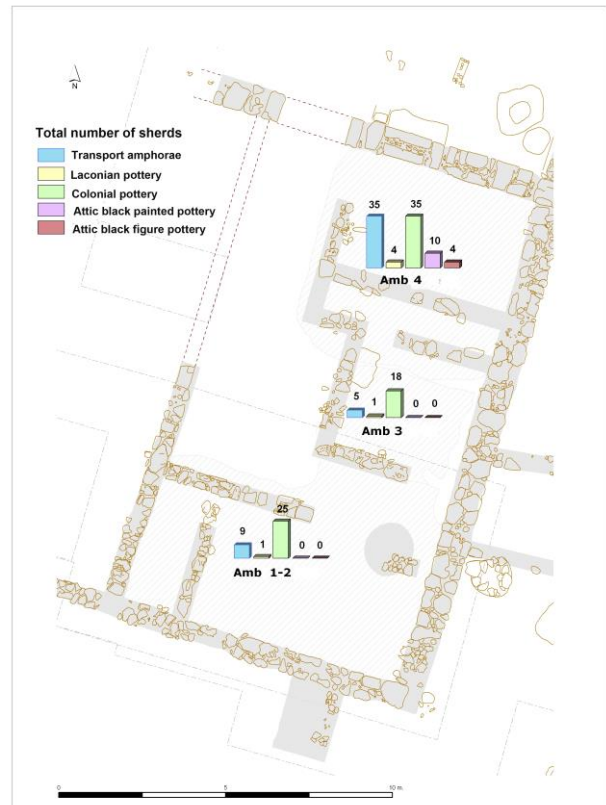 N
Total number of sherds
Transport amphorae
Laconian pottery
Colonial pottery
Attic black painted pottery
Attic black figure pottery
35 4 35 10 4
Amb 4
5 1 18 0 0
Amb 3
9 1 25 0 0
Amb 1-2
0 5 10 m.